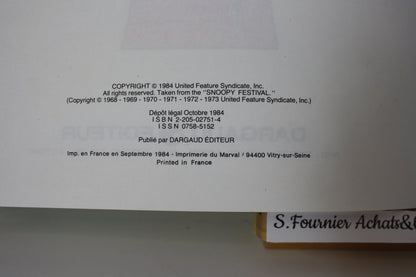 COPYRIGHT © 1984 United Feature Syndicate, Inc.
All rights reserved. Taken from the "SNOOPY FESTIVAL."
(Copyright © 1968 - 1969 - 1970 - 1971 - 1972 - 1973 United Feature Syndicate, Inc.)
Dépôt légal Octobre 1984
I S B N 2-205-02751-4
I S S N 0758-5152
Publié par DARGAUD ÉDITEUR
Imp. en France en Septembre 1984 - Imprimerie du Marval / 94400 Vitry-sur-Seine
Printed in France
S.Fournier Achats&